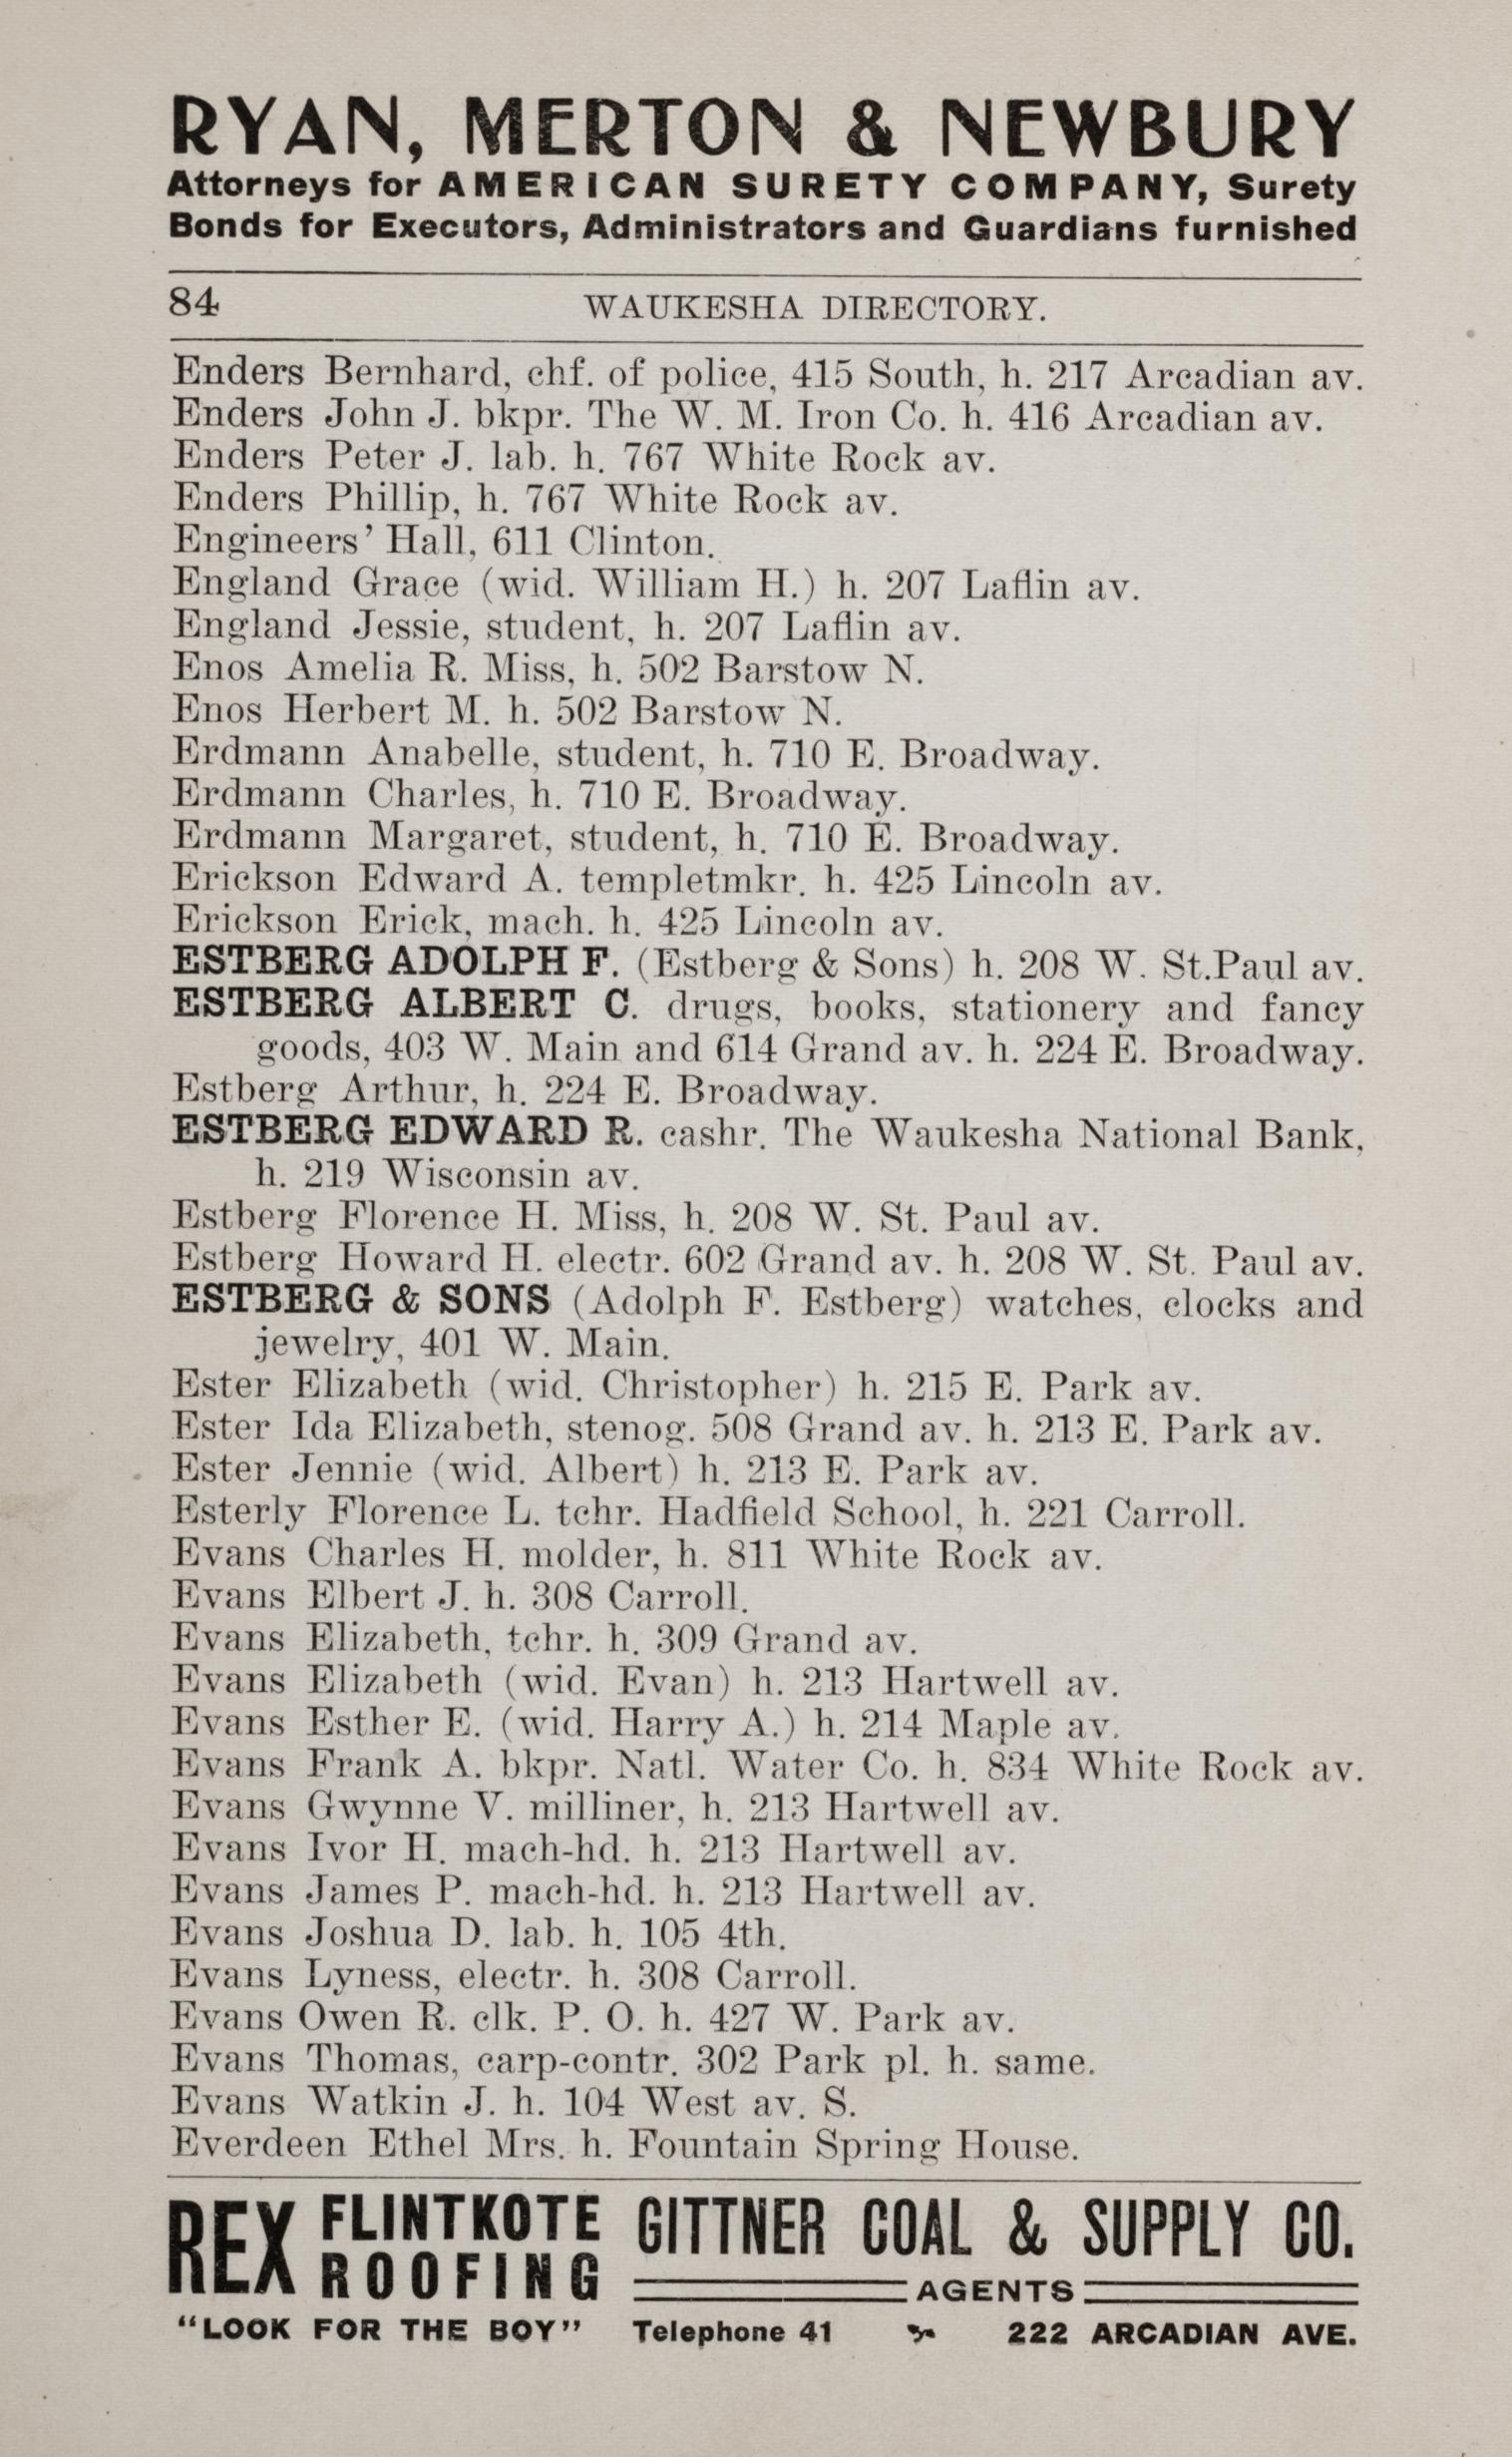 RYAN, MERTON & NEWBURY
Attorneys for AMERICAN SURETY COMPANY, Surety
Bonds for Executors, Administrators and Guardians furnished
84 WAUKESHA DIRECTORY.
Enders Bernhard, chf. of police, 415 South, h. 217 Arcadian av.
Enders John J. bkpr. The W. M. Iron Co. h. 416 Arcadian av.
Enders Peter J. lab. h. 767 White Rock av.
Enders Phillip, h. 767 White Rock av.
Engineers' Hall, 611 Clinton.
England Grace (wid. William H.) h. 207 Laflin av.
England Jessie, student, h. 207 Laflin av.
Enos Amelia R. Miss, h. 502 Barstow N.
Enos Herbert M. h. 502 Barstow N.
Erdmann Anabelle, student, h. 710 E. Broadway.
Erdmann Charles, h. 710 E. Broadway.
Erdmann Margaret, student, h. 710 E. Broadway.
Erickson Edward A. templetmkr. h. 425 Lincoln av.
Erickson Erick, mach. h. 425 Lincoln av.
ESTBERG ADOLPH F. (Estberg & Sons) h. 208 W. St.Paul av.
ESTBERG ALBERT C. drugs, books, stationery and fancy
goods, 403 W. Main and 614 Grand av. h. 224 E. Broadway.
Estberg Arthur, h. 224 E. Broadway.
ESTBERG EDWARD R. cashr. The Waukesha National Bank,
h. 219 Wisconsin av.
Estberg Florence H. Miss, h. 208 W. St. Paul av.
Estberg Howard H. electr. 602 Grand av. h. 208 W. St. Paul av.
ESTBERG & SONS (Adolph F. Estberg) watches, clocks and
jewelry, 401 W. Main.
Ester Elizabeth (wid. Christopher) h. 215 E. Park av.
Ester Ida Elizabeth, stenog. 508 Grand av. h. 213 E. Park av.
Ester Jennie (wid. Albert) h. 213 E. Park av.
Esterly Florence L. tchr. Hadfield School, h. 221 Carroll.
Evans Charles H. molder, h. 811 White Rock av.
Evans Elbert J. h. 308 Carroll.
Evans Elizabeth, tchr. h. 309 Grand av.
Evans Elizabeth (wid. Evan) h. 213 Hartwell av.
Evans Esther E. (wid. Harry A.) h. 214 Maple av.
Evans Frank A. bkpr. Natl. Water Co. h. 834 White Rock av.
Evans Gwynne V. milliner, h. 213 Hartwell av.
Evans Ivor H. mach-hd. h. 213 Hartwell av.
Evans James P. mach-hd. h. 213 Hartwell av.
Evans Joshua D. lab. h. 105 4th.
Evans Lyness, electr. h. 308 Carroll.
Evans Owen R. clk. P. O. h. 427 W. Park av.
Evans Thomas, carp-contr. 302 Park pl. h. same.
Evans Watkin J. h. 104 West av. S.
Everdeen Ethel Mrs. h. Fountain Spring House.
REX FLINTKOTE ROOFING
"LOOK FOR THE BOY"
GITTNER COAL & SUPPLY CO.
AGENTS
Telephone 41 222 ARCADIAN AVE.